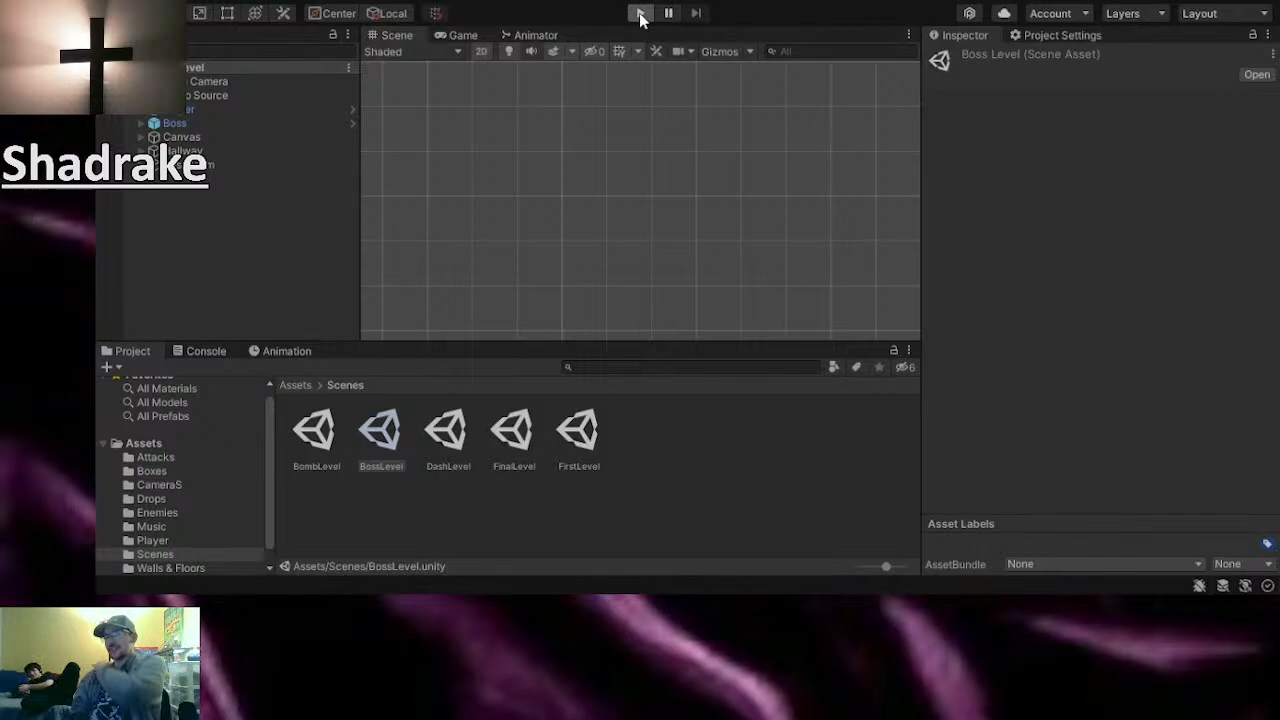 Center
Local
Account
Layers
Layout
Scene
Game
Animator
Inspector
Project Settings
Shaded
2D
0
Gizmos
All
Boss Level (Scene Asset)
Open
Camera
Boss
Canvas
Shadrake
Project
Console
Animation
6
All Materials
All Models
All Prefabs
Assets > Scenes
Assets
Attacks
Boxes
CameraS
Drops
Enemies
Music
Player
Scenes
Walls & Floors
BombLevel
BossLevel
DashLevel
FinalLevel
FirstLevel
Assets/Scenes/BossLevel.unity
Asset Labels
AssetBundle
None
None